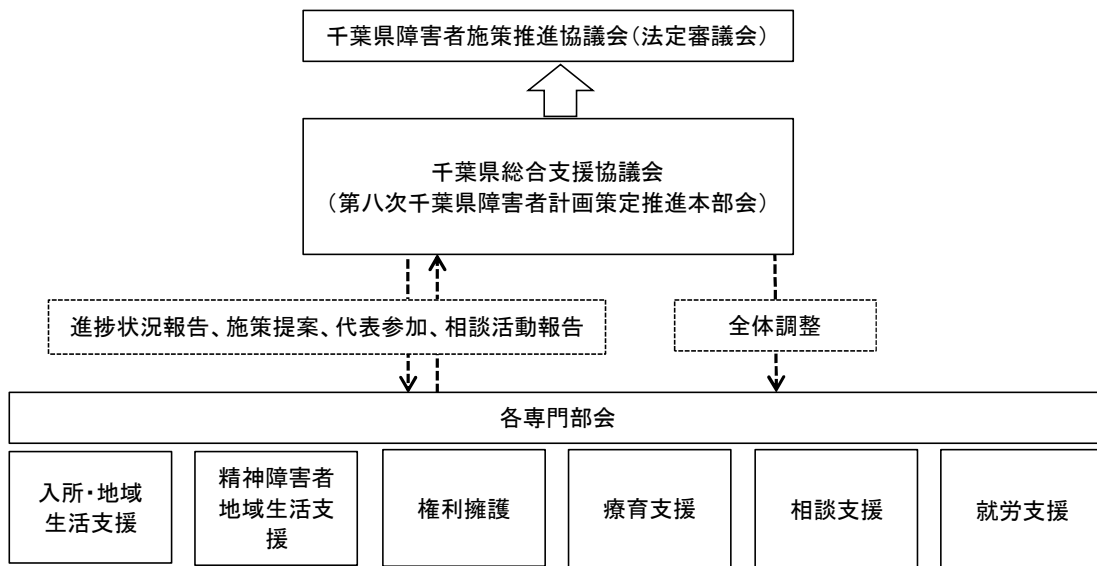 千葉県障害者施策推進協議会（法定審議会）
千葉県総合支援協議会
（第八次千葉県障害者計画策定推進本部会）
進捗状況報告、施策提案、代表参加、相談活動報告
全体調整
各専門部会
入所・地域
生活支援
精神障害者
地域生活支
援
権利擁護
療育支援
相談支援
就労支援